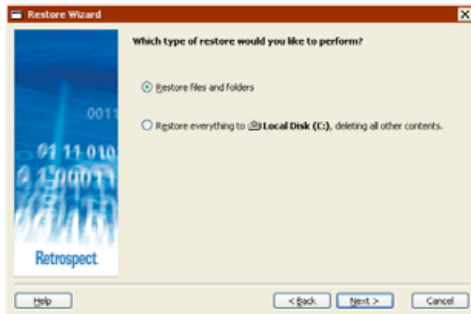 Restore Wizard
Which type of restore would you like to perform?
Restore files and folders
Restore everything to Local Disk (C:), deleting all other contents.
0011
01 11 010
Retrospect
Help
< Back
Next >
Cancel